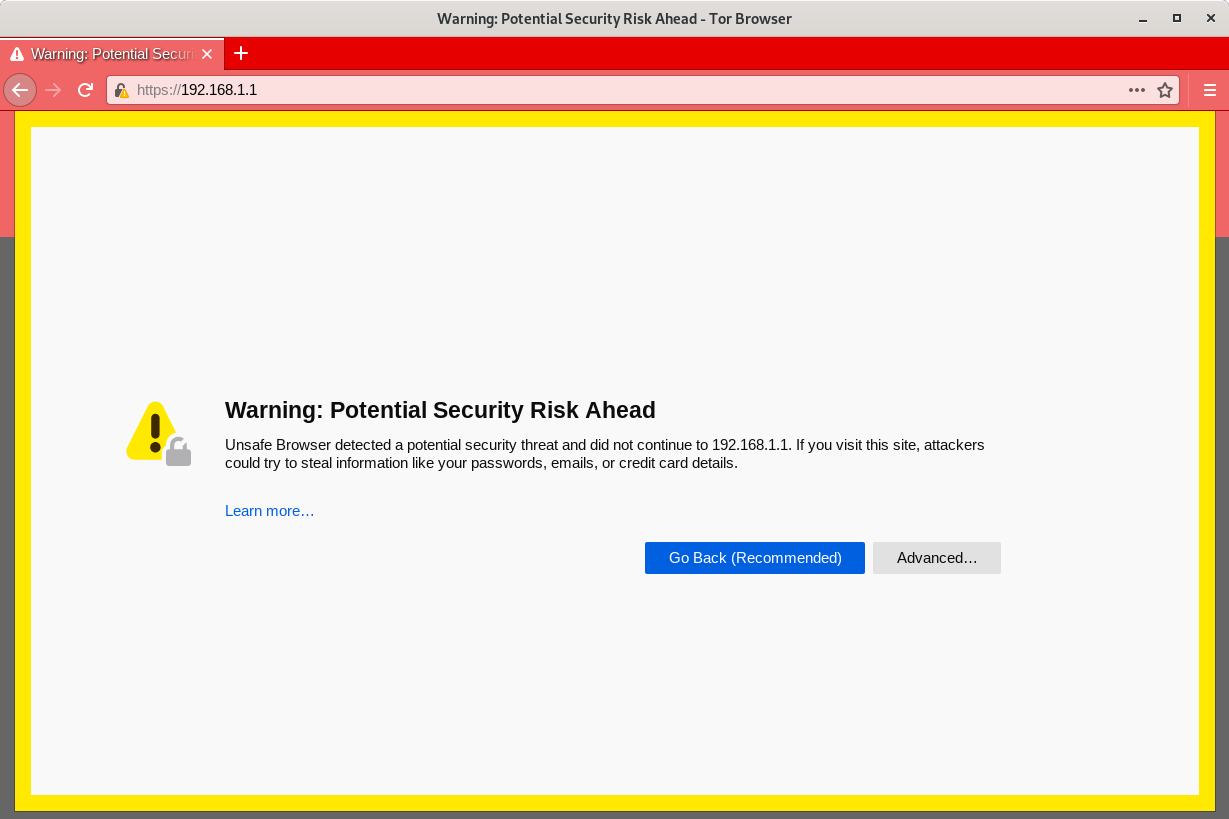 Warning: Potential Security Risk Ahead - Tor Browser
Warning: Potential Securi
https://192.168.1.1
Warning: Potential Security Risk Ahead
Unsafe Browser detected a potential security threat and did not continue to 192.168.1.1. If you visit this site, attackers
could try to steal information like your passwords, emails, or credit card details.
Learn more…
Go Back (Recommended)
Advanced…